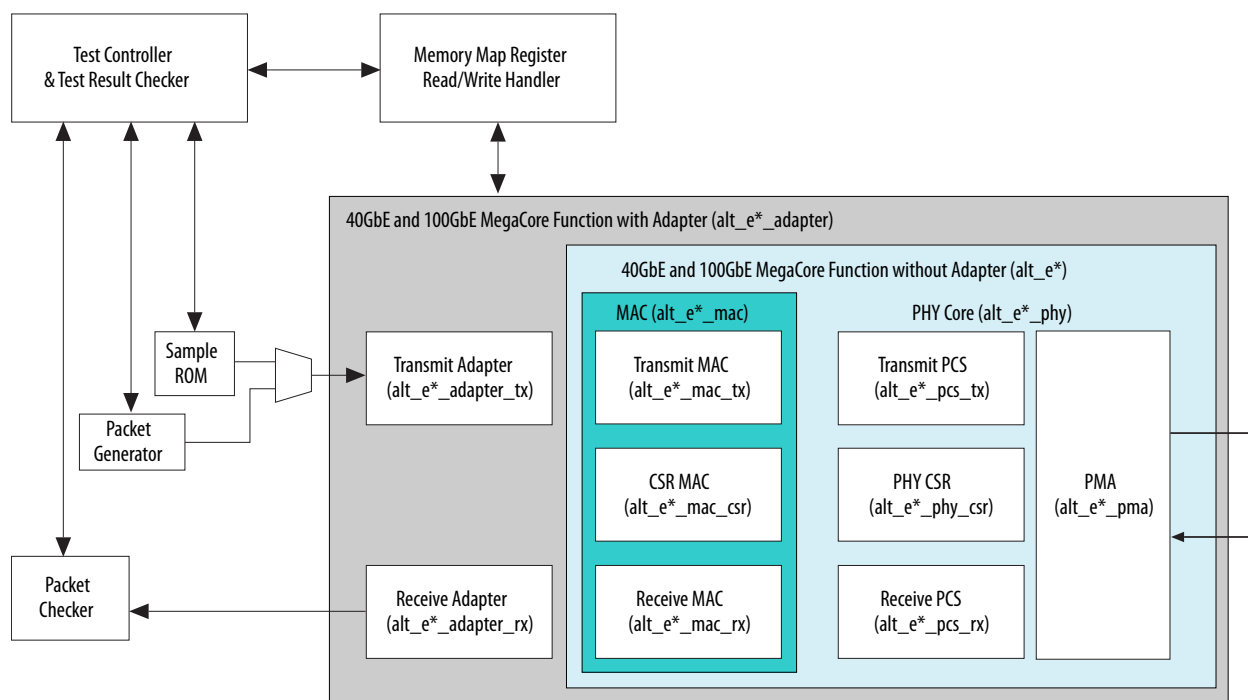 Test Controller
& Test Result Checker
Memory Map Register
Read/Write Handler
40GbE and 100GbE MegaCore Function with Adapter (alt_e*_adapter)
40GbE and 100GbE MegaCore Function without Adapter (alt_e*)
MAC (alt_e*_mac)
PHY Core (alt_e*_phy)
Sample
ROM
Transmit Adapter
(alt_e*_adapter_tx)
Transmit MAC
(alt_e*_mac_tx)
Transmit PCS
(alt_e*_pcs_tx)
Packet
Generator
CSR MAC
(alt_e*_mac_csr)
PHY CSR
(alt_e*_phy_csr)
PMA
(alt_e*_pma)
Packet
Checker
Receive Adapter
(alt_e*_adapter_rx)
Receive MAC
(alt_e*_mac_rx)
Receive PCS
(alt_e*_pcs_rx)